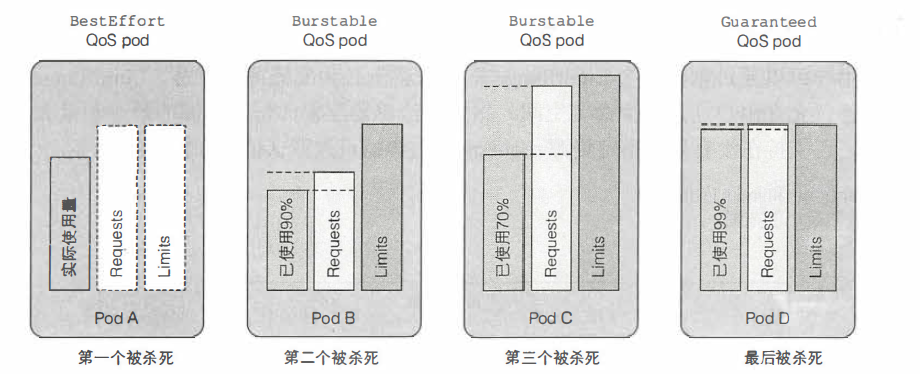 BestEffort
QoS pod
实际使用量
Requests
Limits
Pod A
第一个被杀死
Burstable
QoS pod
已使用90%
Requests
Limits
Pod B
第二个被杀死
Burstable
QoS pod
已使用70%
Requests
Limits
Pod C
第三个被杀死
Guaranteed
QoS pod
已使用99%
Requests
Limits
Pod D
最后被杀死